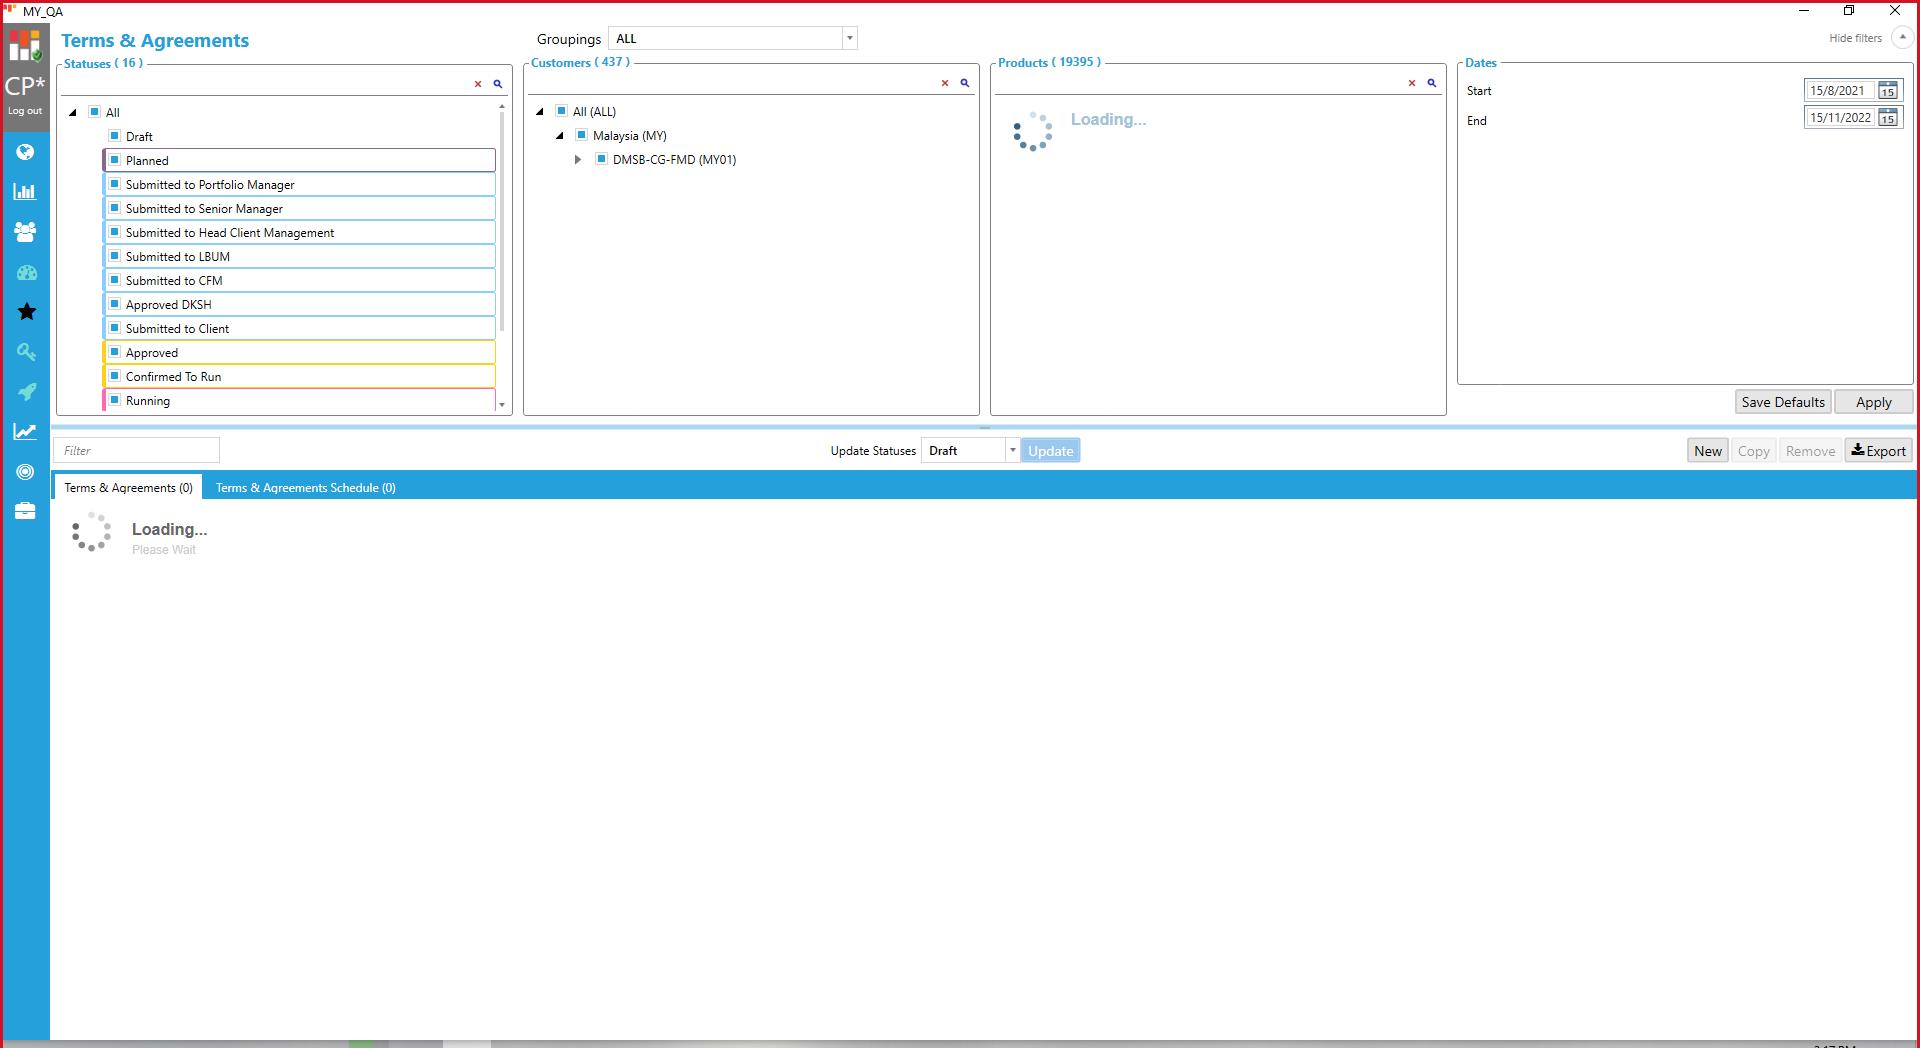 MY_QA
CP*
Log out
Terms & Agreements
Groupings ALL
Hide filters
Statuses ( 16 )
All
Draft
Planned
Submitted to Portfolio Manager
Submitted to Senior Manager
Submitted to Head Client Management
Submitted to LBUM
Submitted to CFM
Approved DKSH
Submitted to Client
Approved
Confirmed To Run
Running
Customers ( 437 )
All (ALL)
Malaysia (MY)
DMSB-CG-FMD (MY01)
Products ( 19395 )
Loading...
Dates
Start 15/8/2021 15
End 15/11/2022 15
Save Defaults Apply
Filter
Update Statuses Draft Update
New Copy Remove Export
Terms & Agreements (0) Terms & Agreements Schedule (0)
Loading...
Please Wait